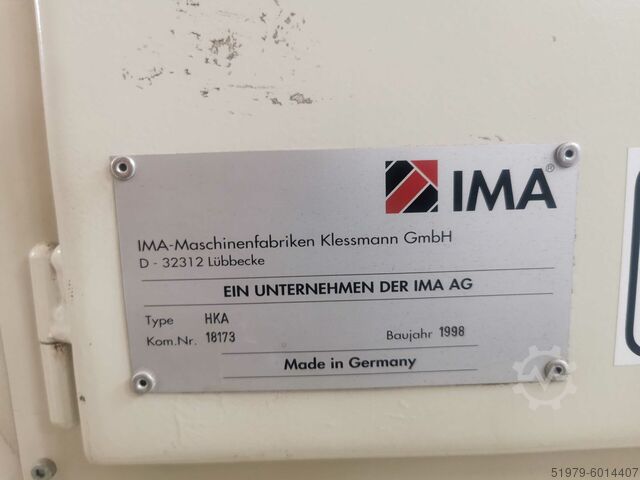 IMA®
IMA-Maschinenfabriken Klessmann GmbH
D - 32312 Lübbecke
EIN UNTERNEHMEN DER IMA AG
Type HKA
Kom.Nr. 18173 Baujahr 1998
Made in Germany
51979-6014407